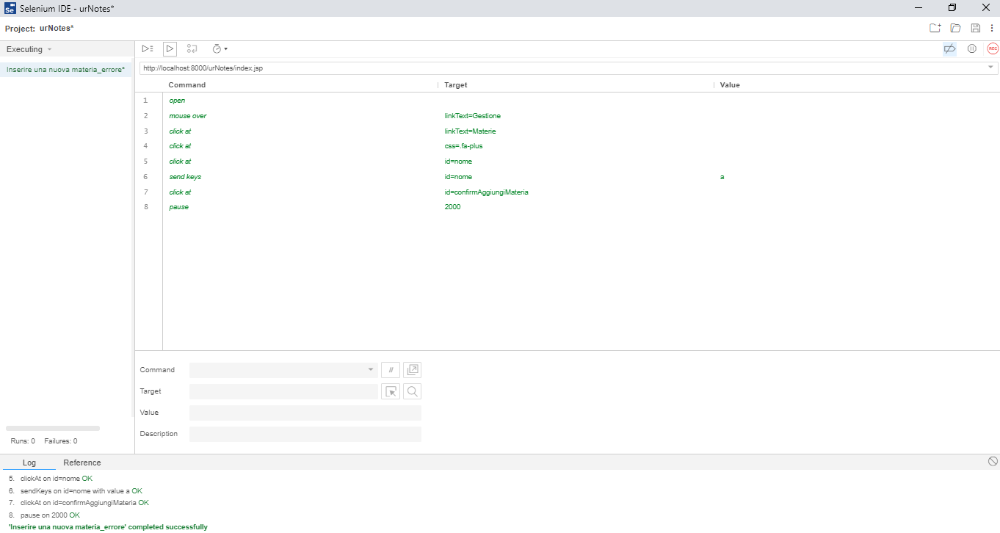 Selenium IDE - urNotes*
Project: urNotes*
Executing
Inserire una nuova materia_errore*
http://localhost:8000/urNotes/index.jsp
REC
Command Target Value
1 open
2 mouse over linkText=Gestione
3 click at linkText=Materie
4 click at css=.fa-plus
5 click at id=nome
6 send keys id=nome a
7 click at id=confirmAggiungiMateria
8 pause 2000
Command //
Target
Value
Description
Runs: 0 Failures: 0
Log Reference
5. clickAt on id=nome OK
6. sendKeys on id=nome with value a OK
7. clickAt on id=confirmAggiungiMateria OK
8. pause on 2000 OK
'Inserire una nuova materia_errore' completed successfully